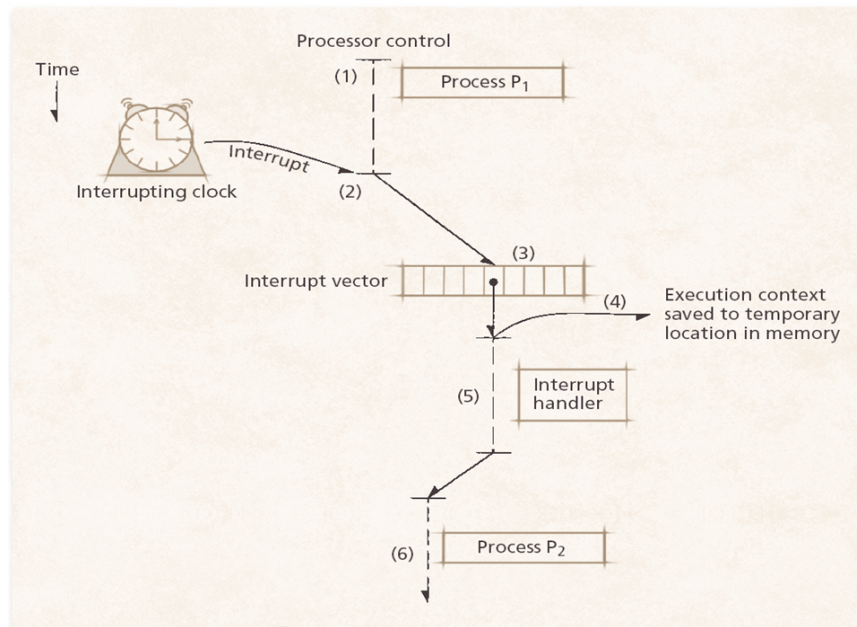 Processor control
Time
(1)
Process P₁
Interrupt
Interrupting clock
(2)
(3)
Interrupt vector
(4)
Execution context
saved to temporary
location in memory
(5)
Interrupt
handler
(6)
Process P₂